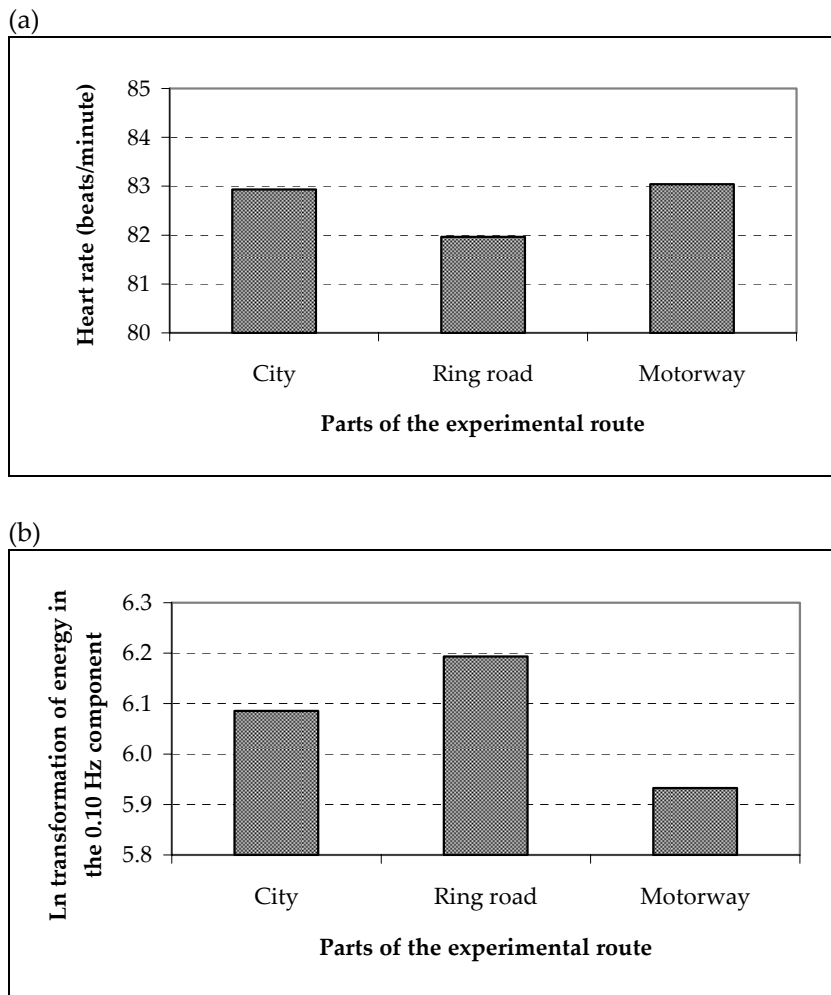 (a)
Heart rate (beats/minute)
85
84
83
82
81
80
City Ring road Motorway
Parts of the experimental route
(b)
Ln transformation of energy in
the 0.10 Hz component
6.3
6.2
6.1
6.0
5.9
5.8
City Ring road Motorway
Parts of the experimental route